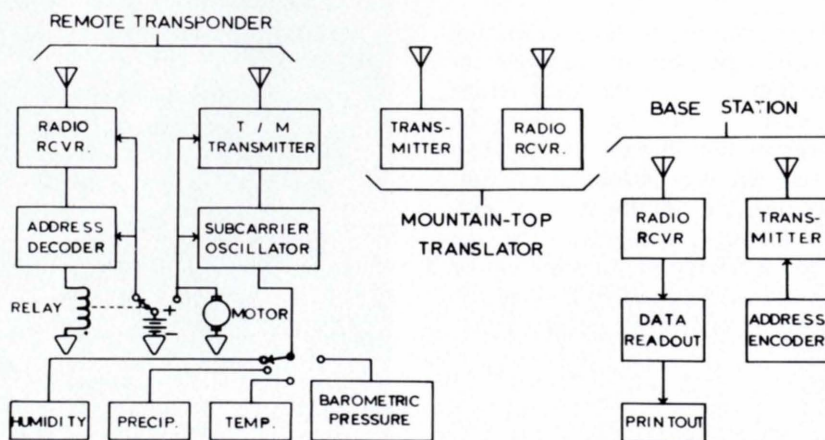 REMOTE TRANSPONDER
RADIO
RCVR.
T / M
TRANSMITTER
ADDRESS
DECODER
SUBCARRIER
OSCILLATOR
RELAY
+
−
MOTOR
HUMIDITY
PRECIP.
TEMP.
BAROMETRIC
PRESSURE
TRANS-
MITTER
RADIO
RCVR.
MOUNTAIN-TOP
TRANSLATOR
BASE STATION
RADIO
RCVR
TRANS-
MITTER
DATA
READOUT
ADDRESS
ENCODER
PRINTOUT